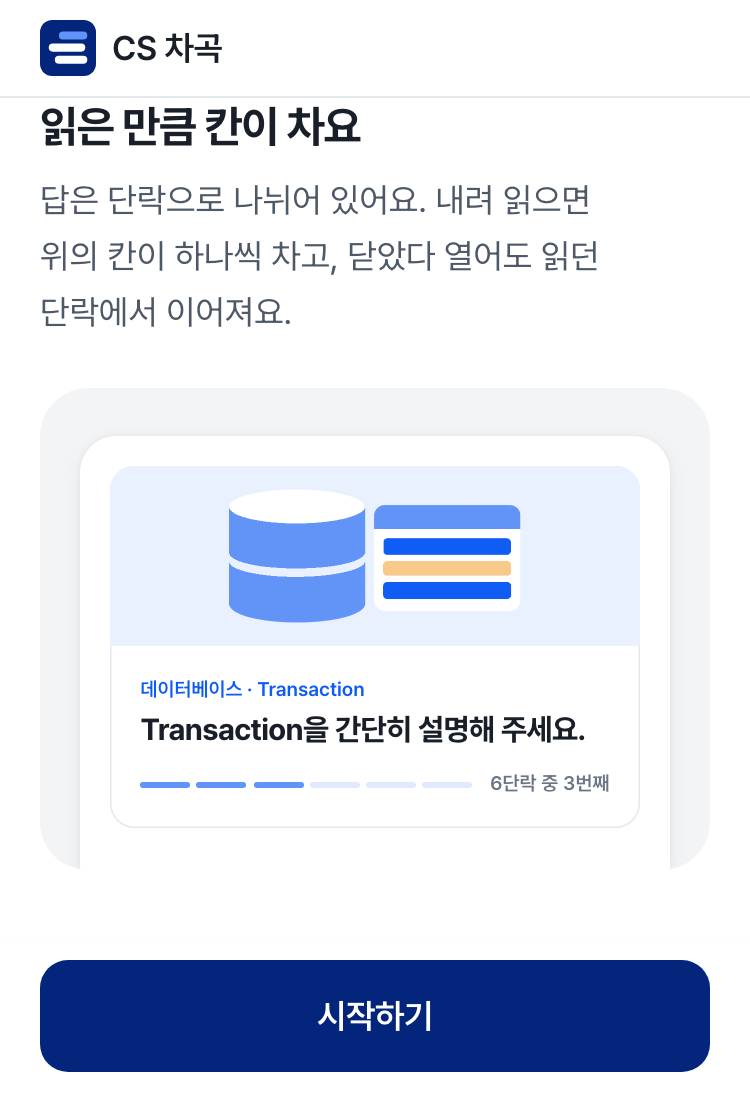 CS 차곡
읽은 만큼 칸이 차요
답은 단락으로 나뉘어 있어요. 내려 읽으면
위의 칸이 하나씩 차고, 닫았다 열어도 읽던
단락에서 이어져요.
데이터베이스 · Transaction
Transaction을 간단히 설명해 주세요.
6단락 중 3번째
시작하기